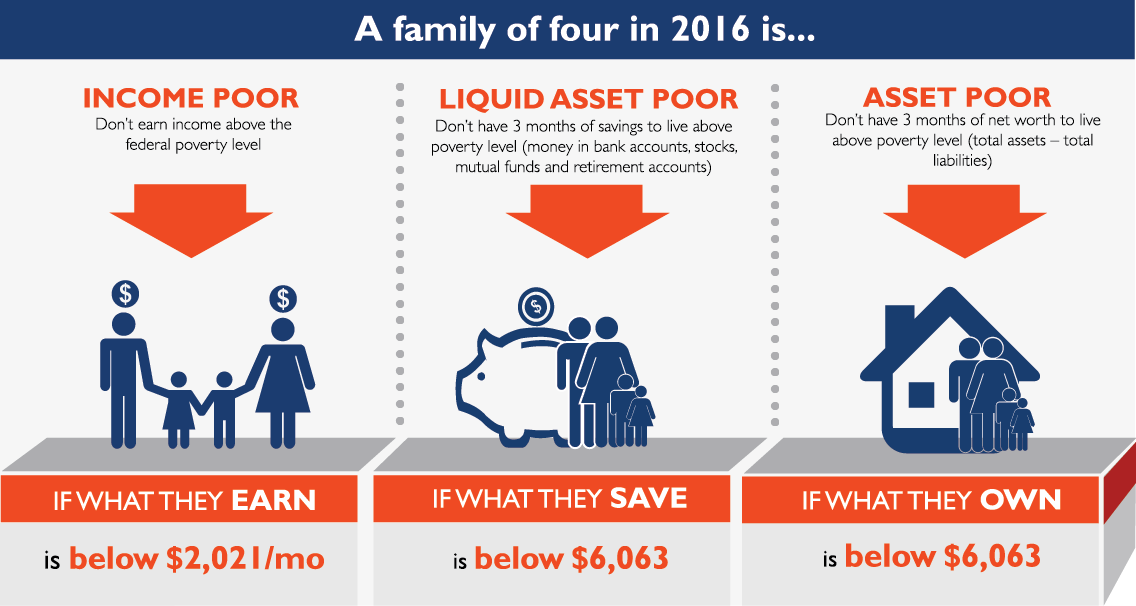 A family of four in 2016 is...
INCOME POOR
Don't earn income above the
federal poverty level
$
$
IF WHAT THEY EARN
is below $2,021/mo
LIQUID ASSET POOR
Don't have 3 months of savings to live above
poverty level (money in bank accounts, stocks,
mutual funds and retirement accounts)
$
IF WHAT THEY SAVE
is below $6,063
ASSET POOR
Don't have 3 months of net worth to live
above poverty level (total assets – total
liabilities)
IF WHAT THEY OWN
is below $6,063